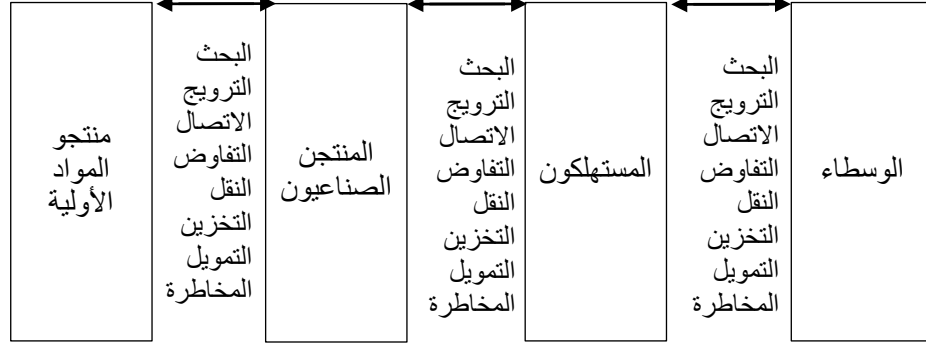 الوسطاء
البحث
الترويج
الاتصال
التفاوض
النقل
التخزين
التمويل
المخاطرة
المستهلكون
البحث
الترويج
الاتصال
التفاوض
النقل
التخزين
التمويل
المخاطرة
المنتجن
الصناعيون
البحث
الترويج
الاتصال
التفاوض
النقل
التخزين
التمويل
المخاطرة
منتجو
المواد
الأولية